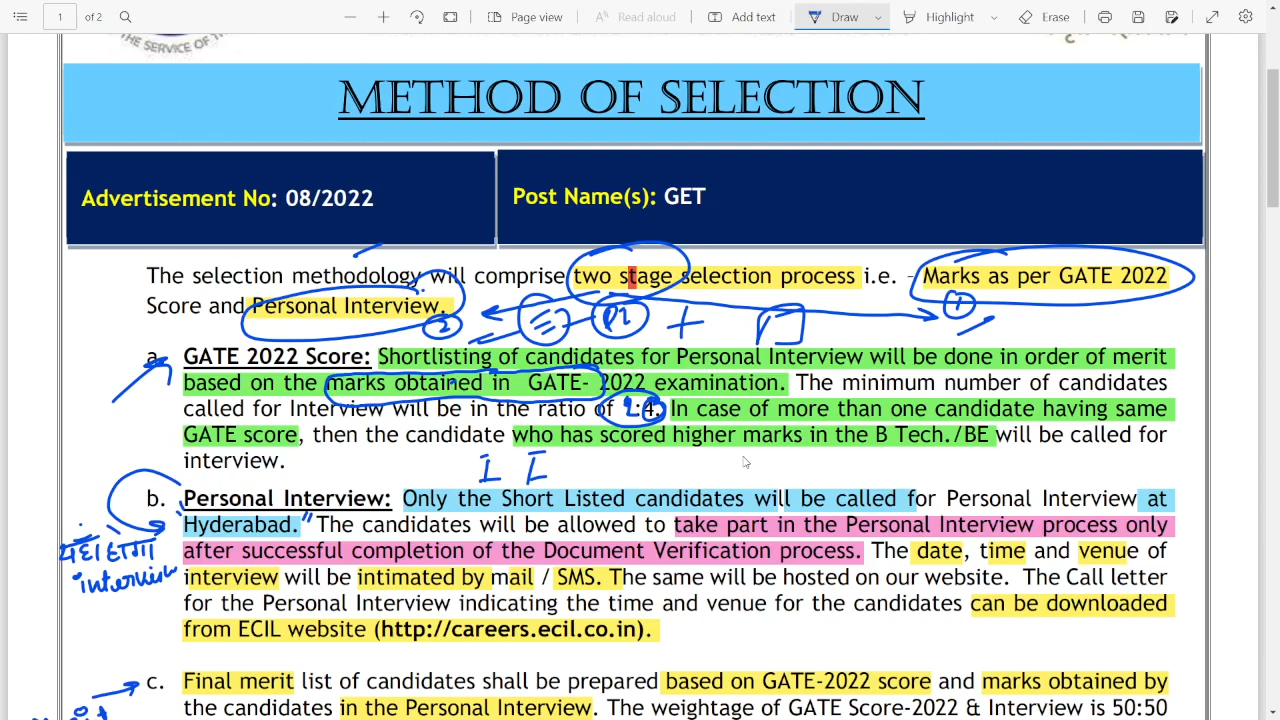 1 of 2 Page view Read aloud Add text Draw Highlight Erase
THE SERVICE OF
METHOD OF SELECTION
Advertisement No: 08/2022 Post Name(s): GET
The selection methodology will comprise two stage selection process i.e. - Marks as per GATE 2022
Score and Personal Interview.
2 P2 + 1
a. GATE 2022 Score: Shortlisting of candidates for Personal Interview will be done in order of merit
based on the marks obtained in GATE- 2022 examination. The minimum number of candidates
called for Interview will be in the ratio of 1:4. In case of more than one candidate having same
GATE score, then the candidate who has scored higher marks in the B Tech./BE will be called for
interview.
I I
b. Personal Interview: Only the Short Listed candidates will be called for Personal Interview at
Hyderabad." The candidates will be allowed to take part in the Personal Interview process only
after successful completion of the Document Verification process. The date, time and venue of
यहां होगा
interview will be intimated by mail / SMS. The same will be hosted on our website. The Call letter
interview
for the Personal Interview indicating the time and venue for the candidates can be downloaded
from ECIL website (http://careers.ecil.co.in).
c. Final merit list of candidates shall be prepared based on GATE-2022 score and marks obtained by
in the Personal Interview. The weightage of GATE Score-2022 & Interview is 50:50